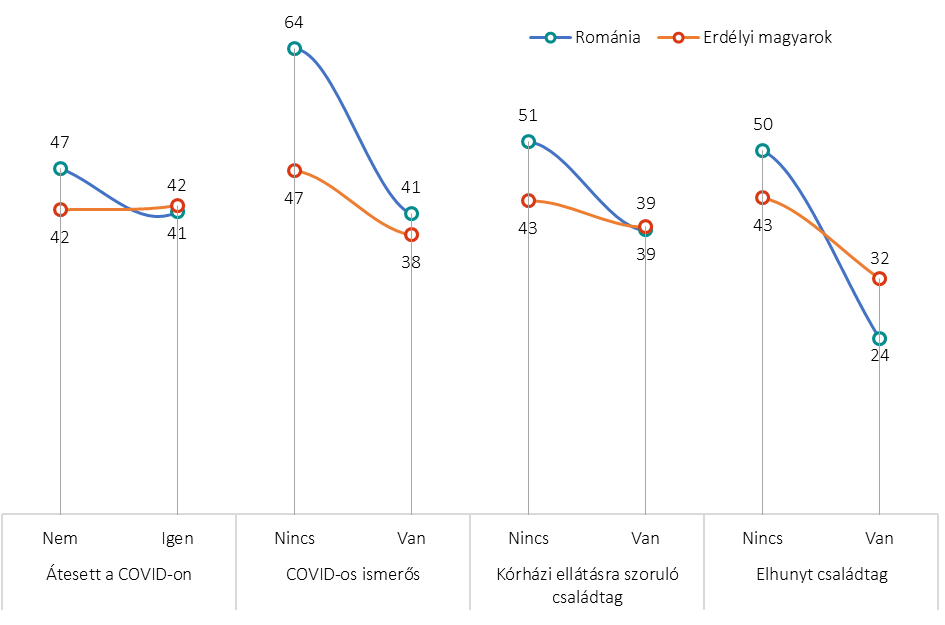 64
Románia
Erdélyi magyarok
51
50
47
42
41
47
43
39
43
32
42
41
38
39
24
Nem
Igen
Nincs
Van
Nincs
Van
Nincs
Van
Átesett a COVID-on
COVID-os ismerős
Kórházi ellátásra szoruló
családtag
Elhunyt családtag